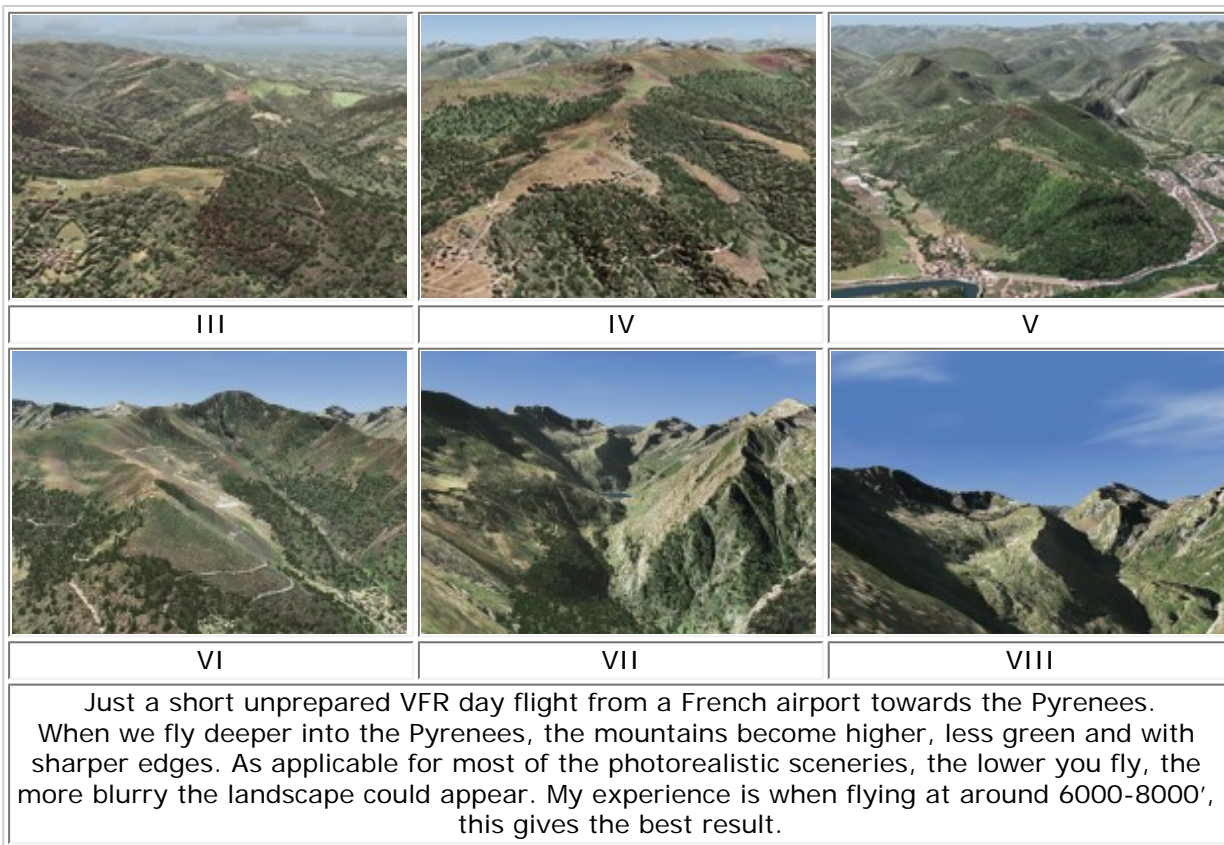 III IV V
VI VII VIII
Just a short unprepared VFR day flight from a French airport towards the Pyrenees.
When we fly deeper into the Pyrenees, the mountains become higher, less green and with
sharper edges. As applicable for most of the photorealistic sceneries, the lower you fly, the
more blurry the landscape could appear. My experience is when flying at around 6000-8000’,
this gives the best result.